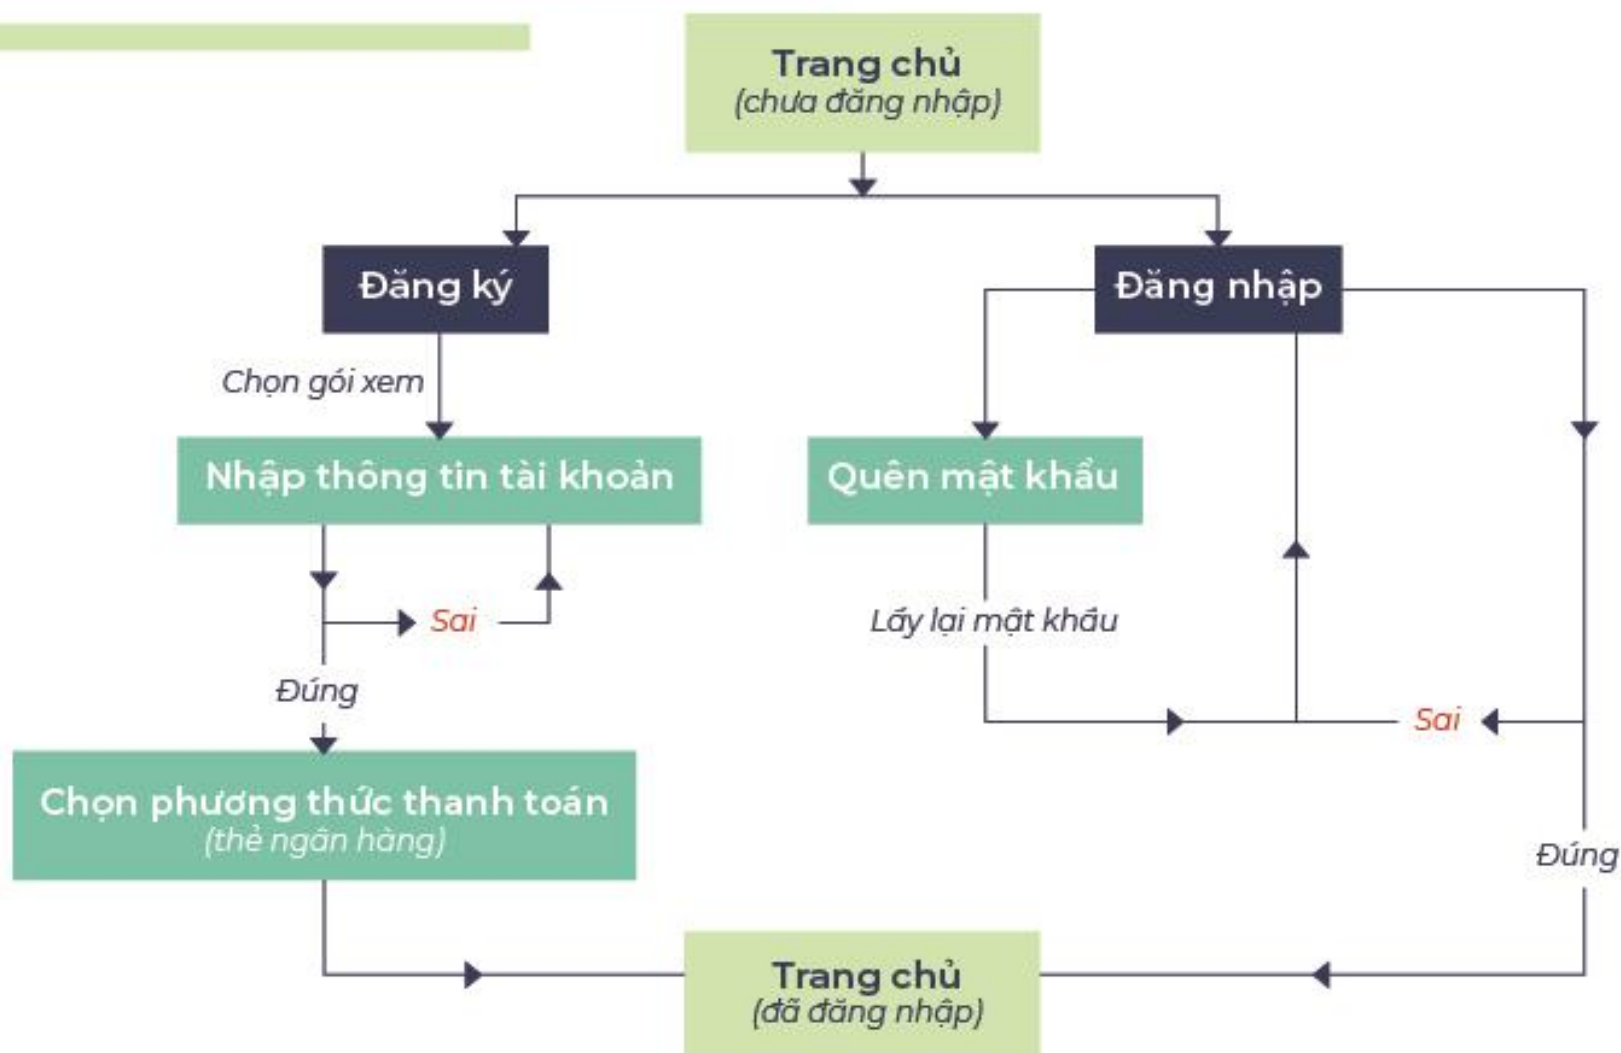 Trang chủ
(chưa đăng nhập)
Đăng ký
Đăng nhập
Chọn gói xem
Nhập thông tin tài khoản
Quên mật khẩu
Sai
Lấy lại mật khẩu
Đúng
Sai
Chọn phương thức thanh toán
(thẻ ngân hàng)
Đúng
Trang chủ
(đã đăng nhập)